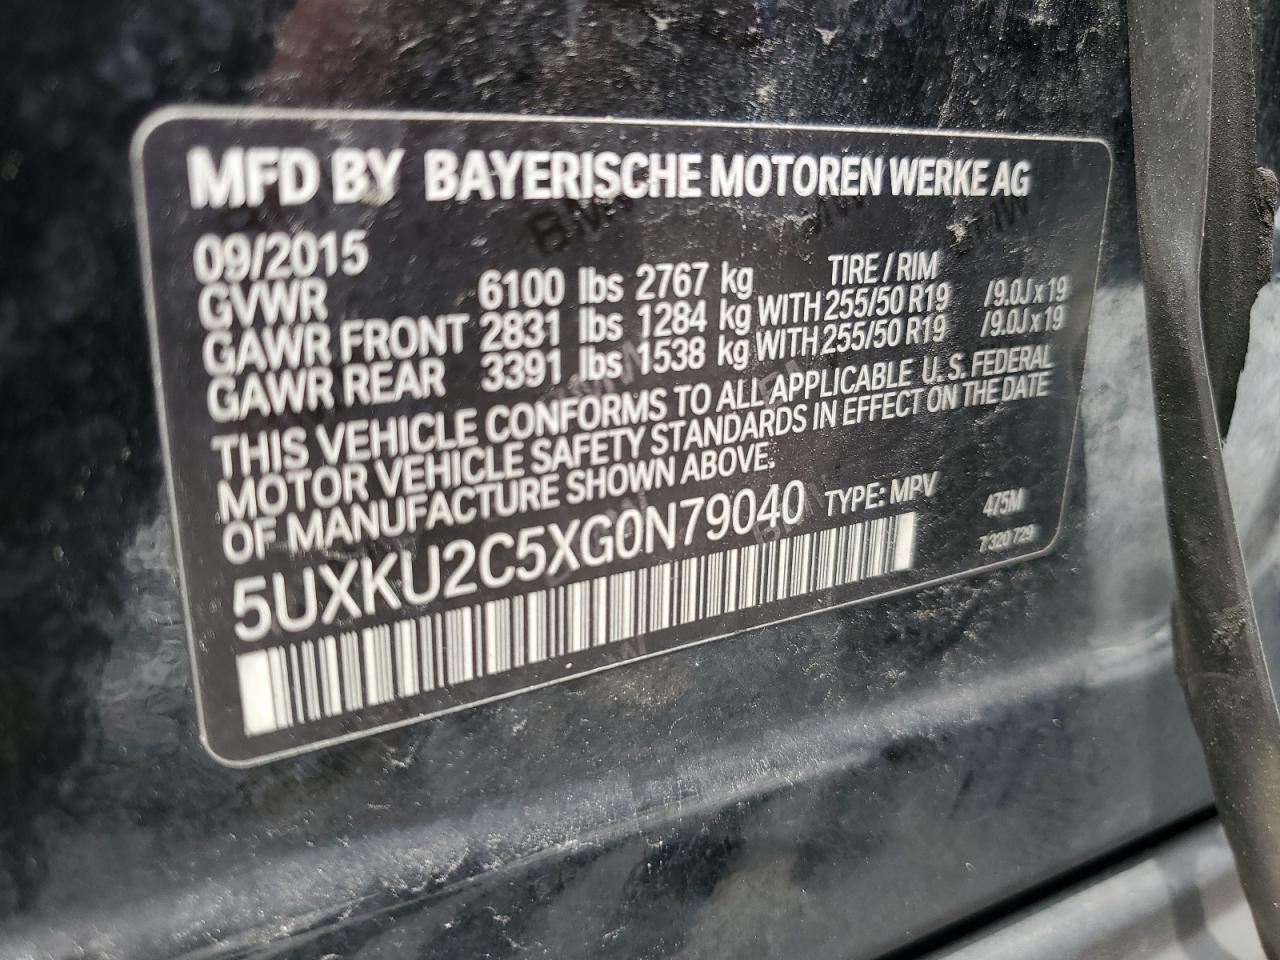 MFD BY BAYERISCHE MOTOREN WERKE AG
09/2015
GVWR 6100 lbs 2767 kg TIRE / RIM
GAWR FRONT 2831 lbs 1284 kg WITH 255/50 R19 /9.0J x 19
GAWR REAR 3391 lbs 1538 kg WITH 255/50 R19 /9.0J x 19
THIS VEHICLE CONFORMS TO ALL APPLICABLE U.S. FEDERAL
MOTOR VEHICLE SAFETY STANDARDS IN EFFECT ON THE DATE
OF MANUFACTURE SHOWN ABOVE.
5UXKU2C5XG0N79040 TYPE: MPV 475M
7 320 729